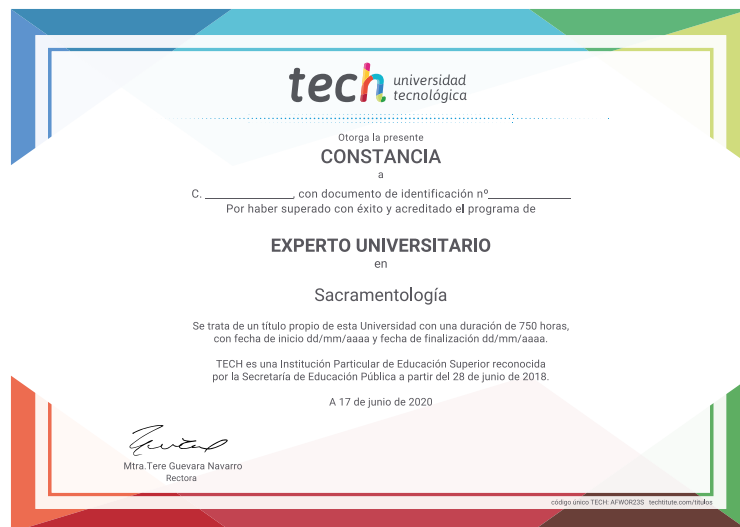 tech universidad
tecnológica
Otorga la presente
CONSTANCIA
a
C. ______________, con documento de identificación nº______________
Por haber superado con éxito y acreditado el programa de
EXPERTO UNIVERSITARIO
en
Sacramentología
Se trata de un título propio de esta Universidad con una duración de 750 horas,
con fecha de inicio dd/mm/aaaa y fecha de finalización dd/mm/aaaa.
TECH es una Institución Particular de Educación Superior reconocida
por la Secretaría de Educación Pública a partir del 28 de junio de 2018.
A 17 de junio de 2020
Mtra.Tere Guevara Navarro
Rectora
código único TECH: AFWOR23S techtitute.com/títulos